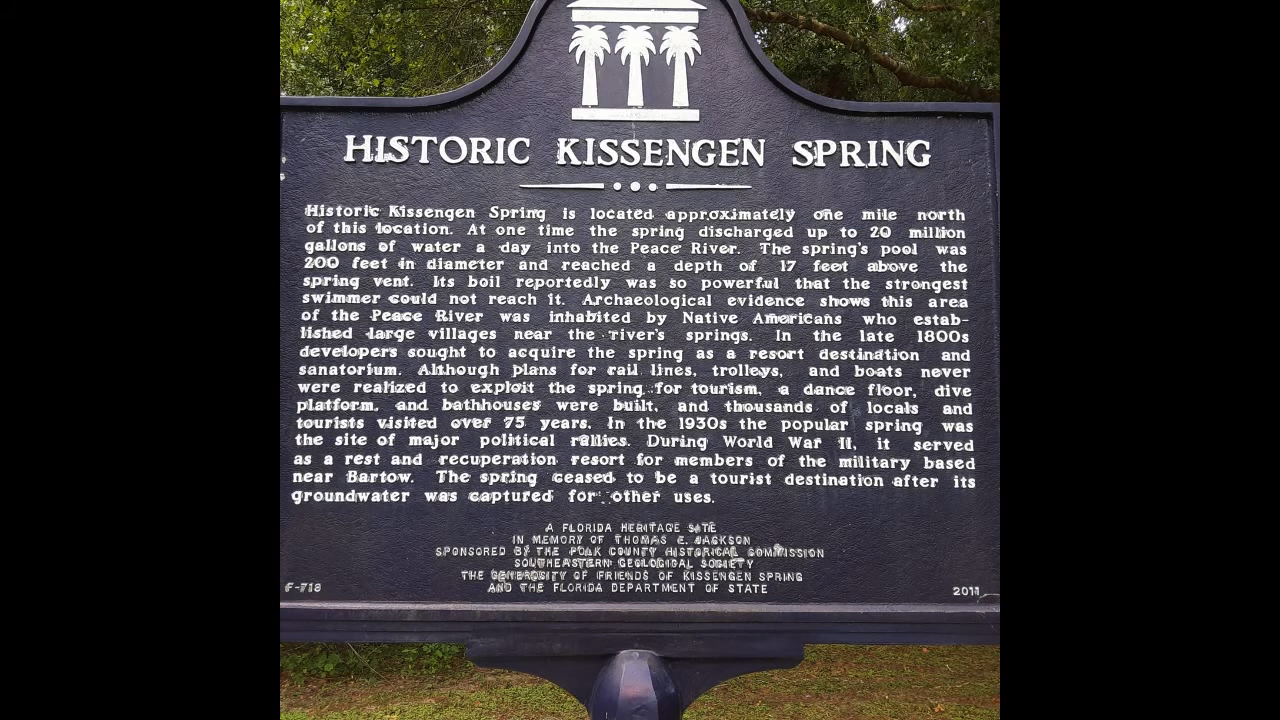 HISTORIC KISSENGEN SPRING
Historic Kissengen Spring is located approximately one mile north
of this location. At one time the spring discharged up to 20 million
gallons of water a day into the Peace River. The spring's pool was
200 feet in diameter and reached a depth of 17 feet above the
spring vent. Its boil reportedly was so powerful that the strongest
swimmer could not reach it. Archaeological evidence shows this area
of the Peace River was inhabited by Native Americans who estab-
lished large villages near the river's springs. In the late 1800s
developers sought to acquire the spring as a resort destination and
sanatorium. Although plans for rail lines, trolleys, and boats never
were realized to exploit the spring for tourism, a dance floor, dive
platform, and bathhouses were built, and thousands of locals and
tourists visited over 75 years. In the 1930s the popular spring was
the site of major political rallies. During World War II, it served
as a rest and recuperation resort for members of the military based
near Bartow. The spring ceased to be a tourist destination after its
groundwater was captured for other uses.
A FLORIDA HERITAGE SITE
IN MEMORY OF THOMAS E. JACKSON
SPONSORED BY THE POLK COUNTY HISTORICAL COMMISSION
SOUTHEASTERN GEOLOGICAL SOCIETY
THE GENEROSITY OF FRIENDS OF KISSENGEN SPRING
AND THE FLORIDA DEPARTMENT OF STATE
F-718
2011